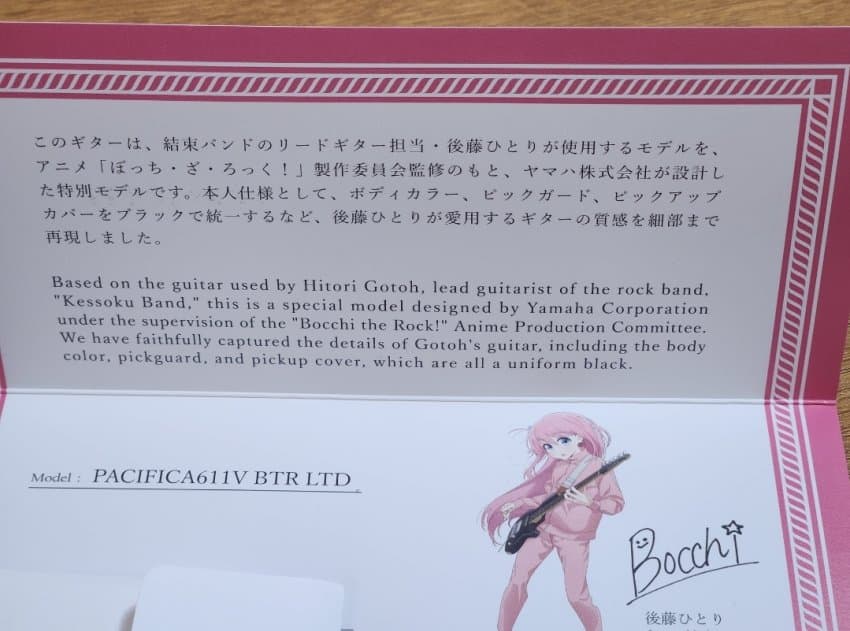 このギターは、結束バンドのリードギター担当・後藤ひとりが使用するモデルを、
アニメ「ぼっち・ざ・ろっく！」製作委員会監修のもと、ヤマハ株式会社が設計し
た特別モデルです。本人仕様として、ボディカラー、ピックガード、ピックアップ
カバーをブラックで統一するなど、後藤ひとりが愛用するギターの質感を細部まで
再現しました。
Based on the guitar used by Hitori Gotoh, lead guitarist of the rock band,
"Kessoku Band," this is a special model designed by Yamaha Corporation
under the supervision of the "Bocchi the Rock!" Anime Production Committee.
We have faithfully captured the details of Gotoh's guitar, including the body
color, pickguard, and pickup cover, which are all a uniform black.
Model : PACIFICA611V BTR LTD
Bocchi
後藤ひとり